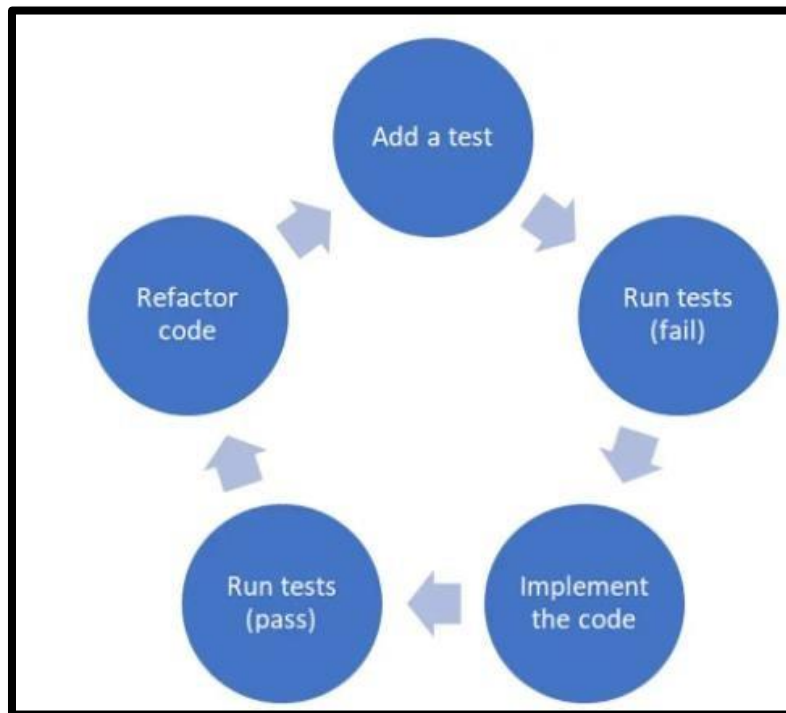 Add a test
Run tests
(fail)
Implement
the code
Run tests
(pass)
Refactor
code